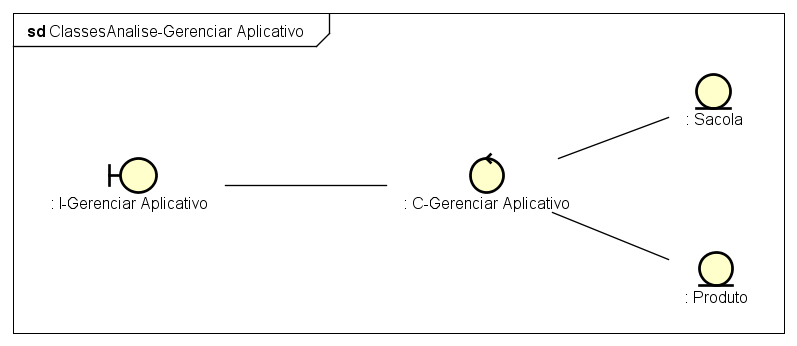 sd ClassesAnalise-Gerenciar Aplicativo
: Sacola
: I-Gerenciar Aplicativo
: C-Gerenciar Aplicativo
: Produto